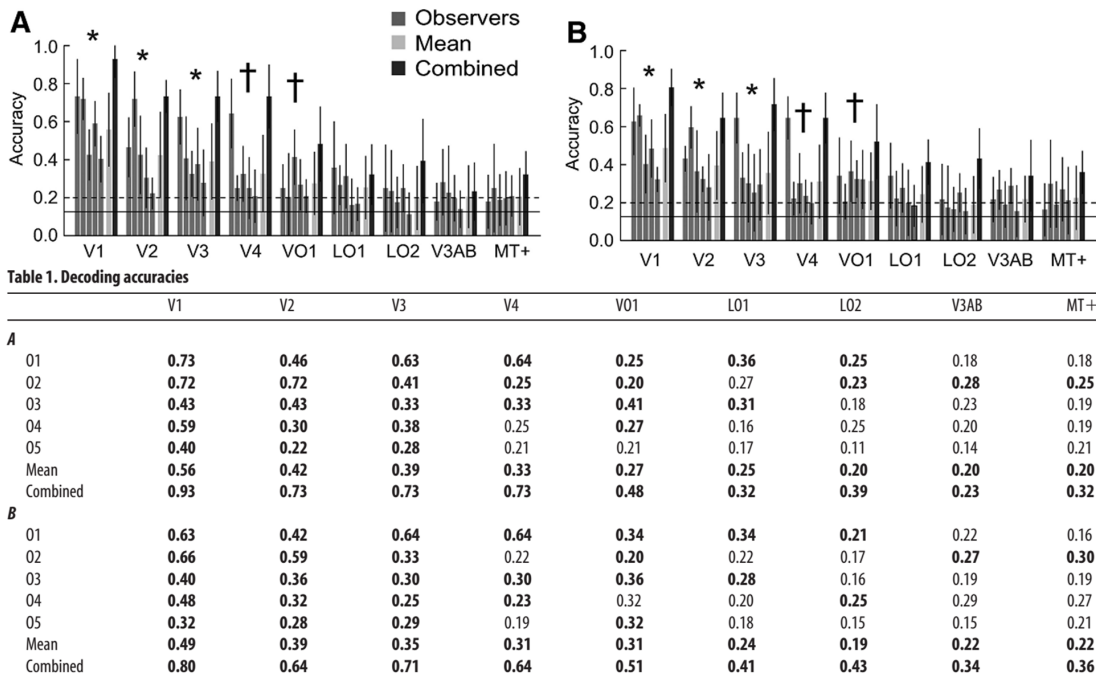 A
Observers
Mean
Combined
* * * † †
Accuracy
1.0
0.8
0.6
0.4
0.2
0.0
V1 V2 V3 V4 VO1 LO1 LO2 V3AB MT+
B
* * * † †
Accuracy
1.0
0.8
0.6
0.4
0.2
0.0
V1 V2 V3 V4 VO1 LO1 LO2 V3AB MT+
Table 1. Decoding accuracies
V1 V2 V3 V4 VO1 LO1 LO2 V3AB MT+
A
O1 0.73 0.46 0.63 0.64 0.25 0.36 0.25 0.18 0.18
O2 0.72 0.72 0.41 0.25 0.20 0.27 0.23 0.28 0.25
O3 0.43 0.43 0.33 0.33 0.41 0.31 0.18 0.23 0.19
O4 0.59 0.30 0.38 0.25 0.27 0.16 0.25 0.20 0.19
O5 0.40 0.22 0.28 0.21 0.21 0.17 0.11 0.14 0.21
Mean 0.56 0.42 0.39 0.33 0.27 0.25 0.20 0.20 0.20
Combined 0.93 0.73 0.73 0.73 0.48 0.32 0.39 0.23 0.32
B
O1 0.63 0.42 0.64 0.64 0.34 0.34 0.21 0.22 0.16
O2 0.66 0.59 0.33 0.22 0.20 0.22 0.17 0.27 0.30
O3 0.40 0.36 0.30 0.30 0.36 0.28 0.16 0.19 0.19
O4 0.48 0.32 0.25 0.23 0.32 0.20 0.25 0.29 0.27
O5 0.32 0.28 0.29 0.19 0.32 0.18 0.15 0.15 0.21
Mean 0.49 0.39 0.35 0.31 0.31 0.24 0.19 0.22 0.22
Combined 0.80 0.64 0.71 0.64 0.51 0.41 0.43 0.34 0.36